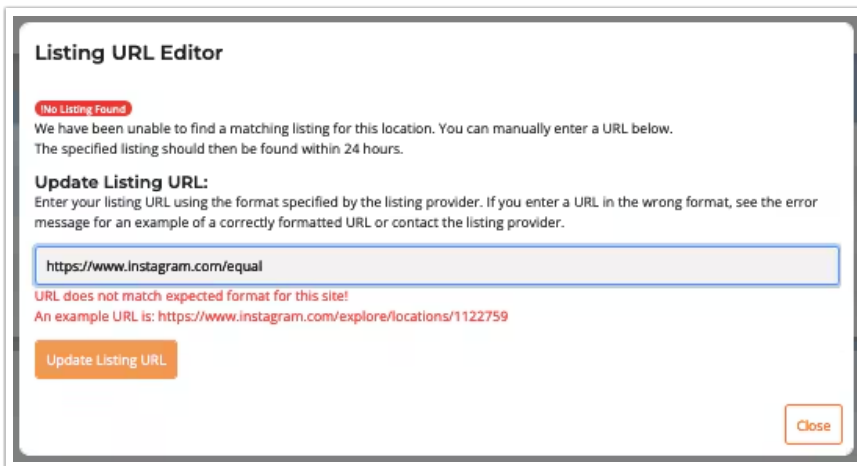 Listing URL Editor
!No Listing Found
We have been unable to find a matching listing for this location. You can manually enter a URL below.
The specified listing should then be found within 24 hours.
Update Listing URL:
Enter your listing URL using the format specified by the listing provider. If you enter a URL in the wrong format, see the error
message for an example of a correctly formatted URL or contact the listing provider.
https://www.instagram.com/equal
URL does not match expected format for this site!
An example URL is: https://www.instagram.com/explore/locations/1122759
Update Listing URL
Close